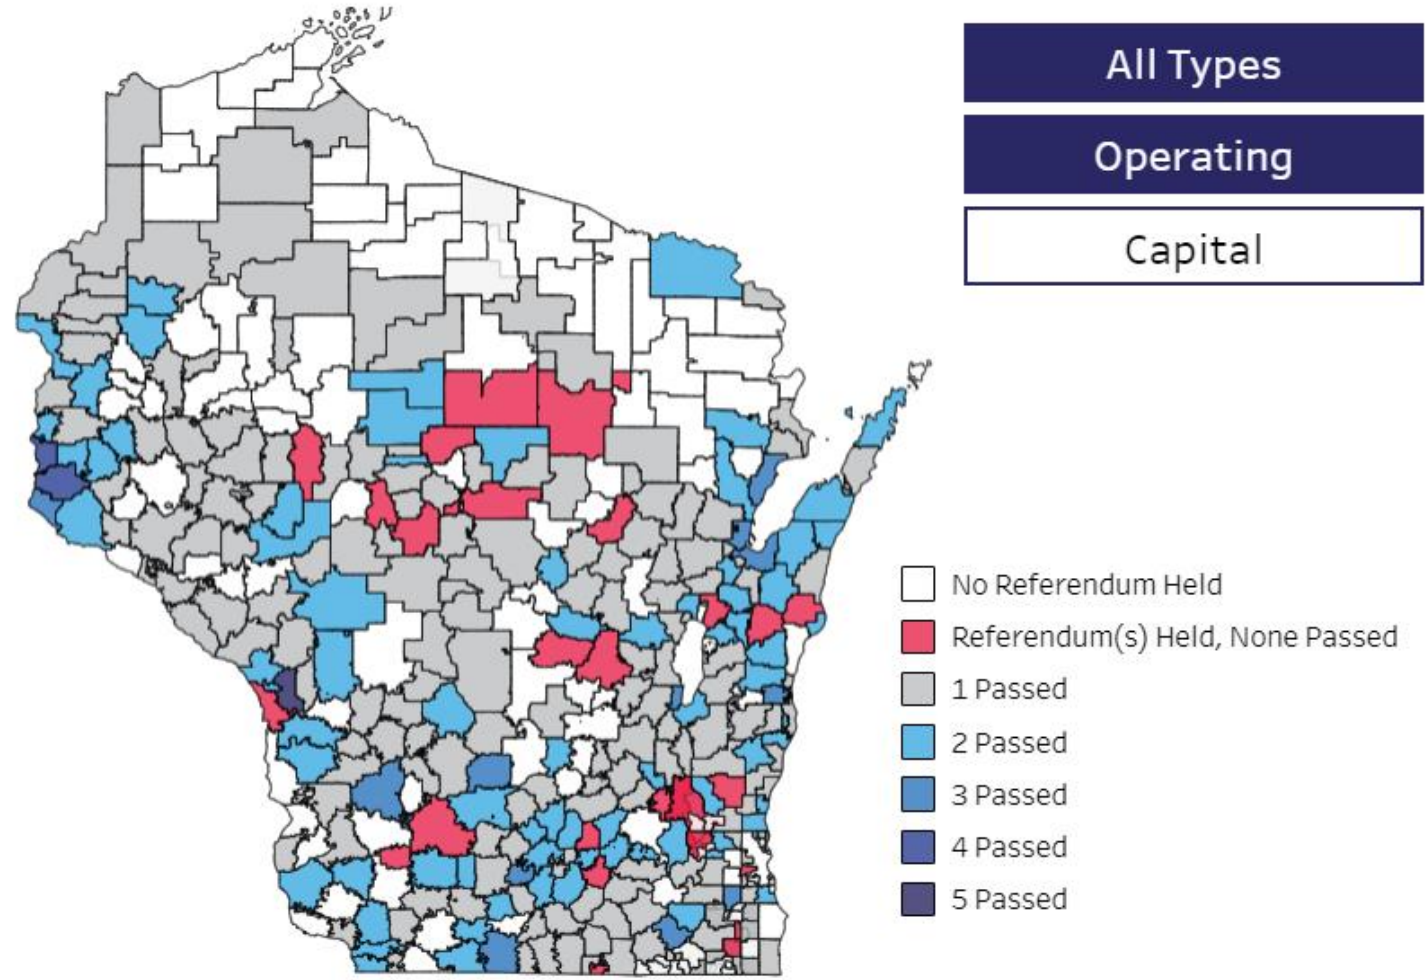 All Types
Operating
Capital
No Referendum Held
Referendum(s) Held, None Passed
1 Passed
2 Passed
3 Passed
4 Passed
5 Passed